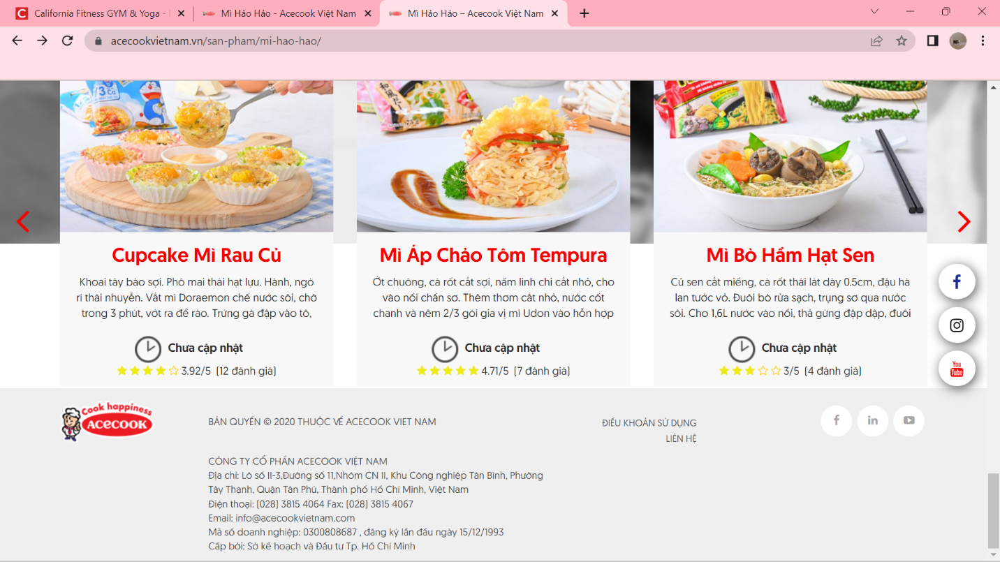 California Fitness GYM & Yoga -
Mì Hảo Hảo - Acecook Việt Nam
Mì Hảo Hảo – Acecook Việt Nam
acecookvietnam.vn/san-pham/mi-hao-hao/
Cupcake Mì Rau Củ
Khoai tây bào sợi. Phô mai thái hạt lựu. Hành, ngò
rí thái nhuyễn. Vắt mì Doraemon chế nước sôi, chờ
trong 3 phút, vớt ra để ráo. Trứng gà đập vào tô,
Chưa cập nhật
3.92/5 (12 đánh giá)
Mì Áp Chảo Tôm Tempura
Ớt chuông, cà rốt cắt sợi, nấm linh chi cắt nhỏ, cho
vào nồi chần sơ. Thêm thơm cắt nhỏ, nước cốt
chanh và nêm 2/3 gói gia vị mì Udon vào hỗn hợp
Chưa cập nhật
4.71/5 (7 đánh giá)
Mì Bò Hầm Hạt Sen
Củ sen cắt miếng, cà rốt thái lát dày 0.5cm, đậu hà
lan tước vỏ. Đuôi bò rửa sạch, trụng sơ qua nước
sôi. Cho 1,6L nước vào nồi, thả gừng đập dập, đuôi
Chưa cập nhật
3/5 (4 đánh giá)
You
Tube
Cook happiness
ACECOOK
BẢN QUYỀN © 2020 THUỘC VỀ ACECOOK VIET NAM
ĐIỀU KHOẢN SỬ DỤNG
LIÊN HỆ
CÔNG TY CỔ PHẦN ACECOOK VIỆT NAM
Địa chỉ: Lô số II-3,Đường số 11,Nhóm CN II, Khu Công nghiệp Tân Bình, Phường
Tây Thạnh, Quận Tân Phú, Thành phố Hồ Chí Minh, Việt Nam
Điện thoại: (028) 3815 4064 Fax: (028) 3815 4067
Email: info@acecookvietnam.com
Mã số doanh nghiệp: 0300808687 , đăng ký lần đầu ngày 15/12/1993
Cấp bởi: Sở kế hoạch và Đầu tư Tp. Hồ Chí Minh